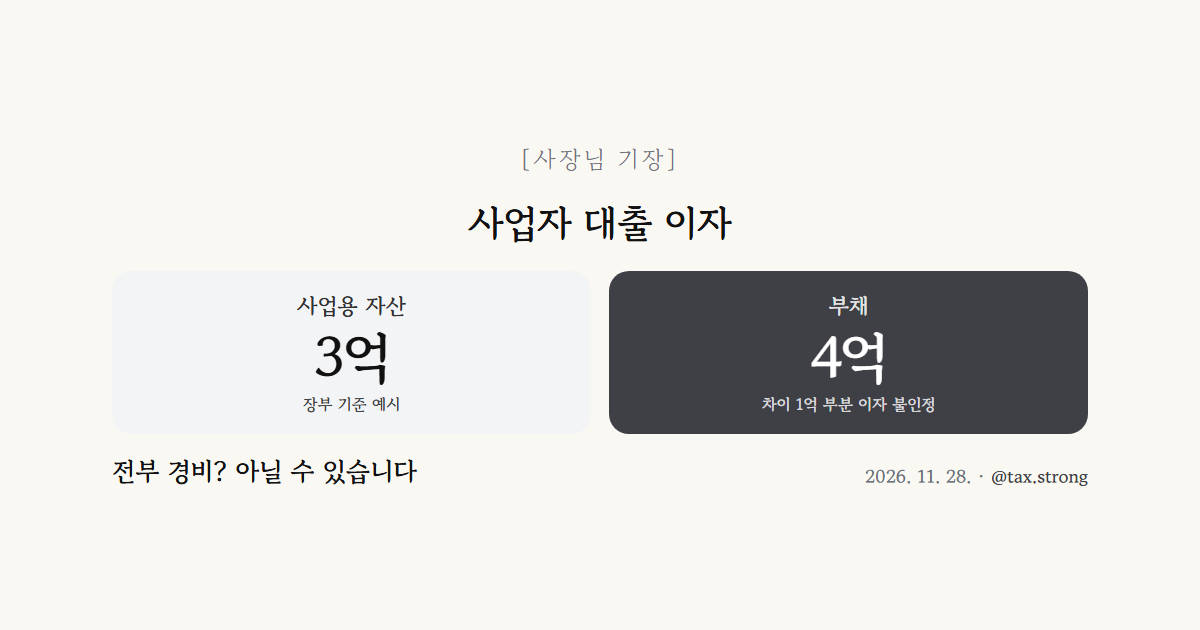 [사장님 기장]
사업자 대출 이자
사업용 자산
3억
장부 기준 예시
부채
4억
차이 1억 부분 이자 불인정
전부 경비? 아닐 수 있습니다
2026. 11. 28. · @tax.strong